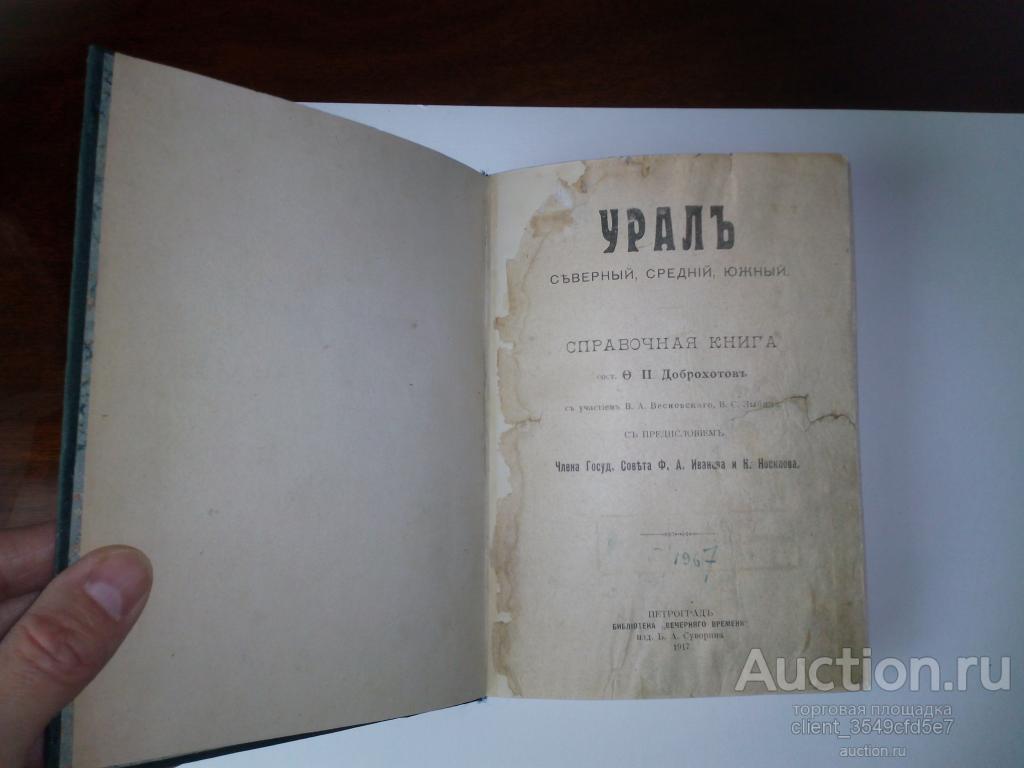 УРАЛЪ
СѢВЕРНЫЙ, СРЕДНІЙ, ЮЖНЫЙ.
СПРАВОЧНАЯ КНИГА
сост. Ѳ П Доброхотовъ
съ участіемъ В. А. Весновскаго, В. С.
СЪ ПРЕДИСЛОВІЕМЪ
Члена Госуд. Совѣта Ф. А. Иванова и К. Носилова.
1967
ПЕТРОГРАДЪ
БИБЛІОТЕКА „ВЕЧЕРНЯГО ВРЕМЕНИ"
изд. Б. А. Суворина
1917
Auction.ru
торговая площадка
client_3549cfd5e7
auction.ru